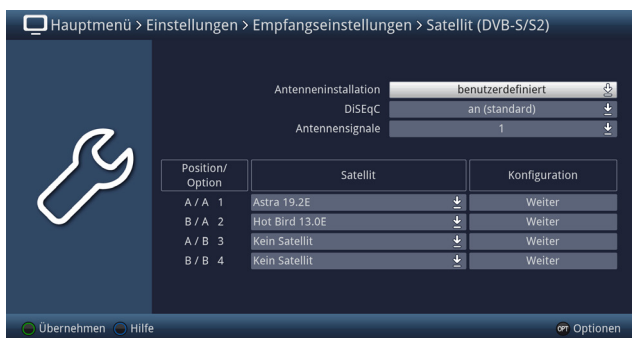 Hauptmenü > Einstellungen > Empfangseinstellungen > Satellit (DVB-S/S2)
Antenneninstallation benutzerdefiniert
DiSEqC an (standard)
Antennensignale 1
Position/
Option Satellit Konfiguration
A / A 1 Astra 19.2E Weiter
B / A 2 Hot Bird 13.0E Weiter
A / B 3 Kein Satellit Weiter
B / B 4 Kein Satellit Weiter
Übernehmen Hilfe OPT Optionen